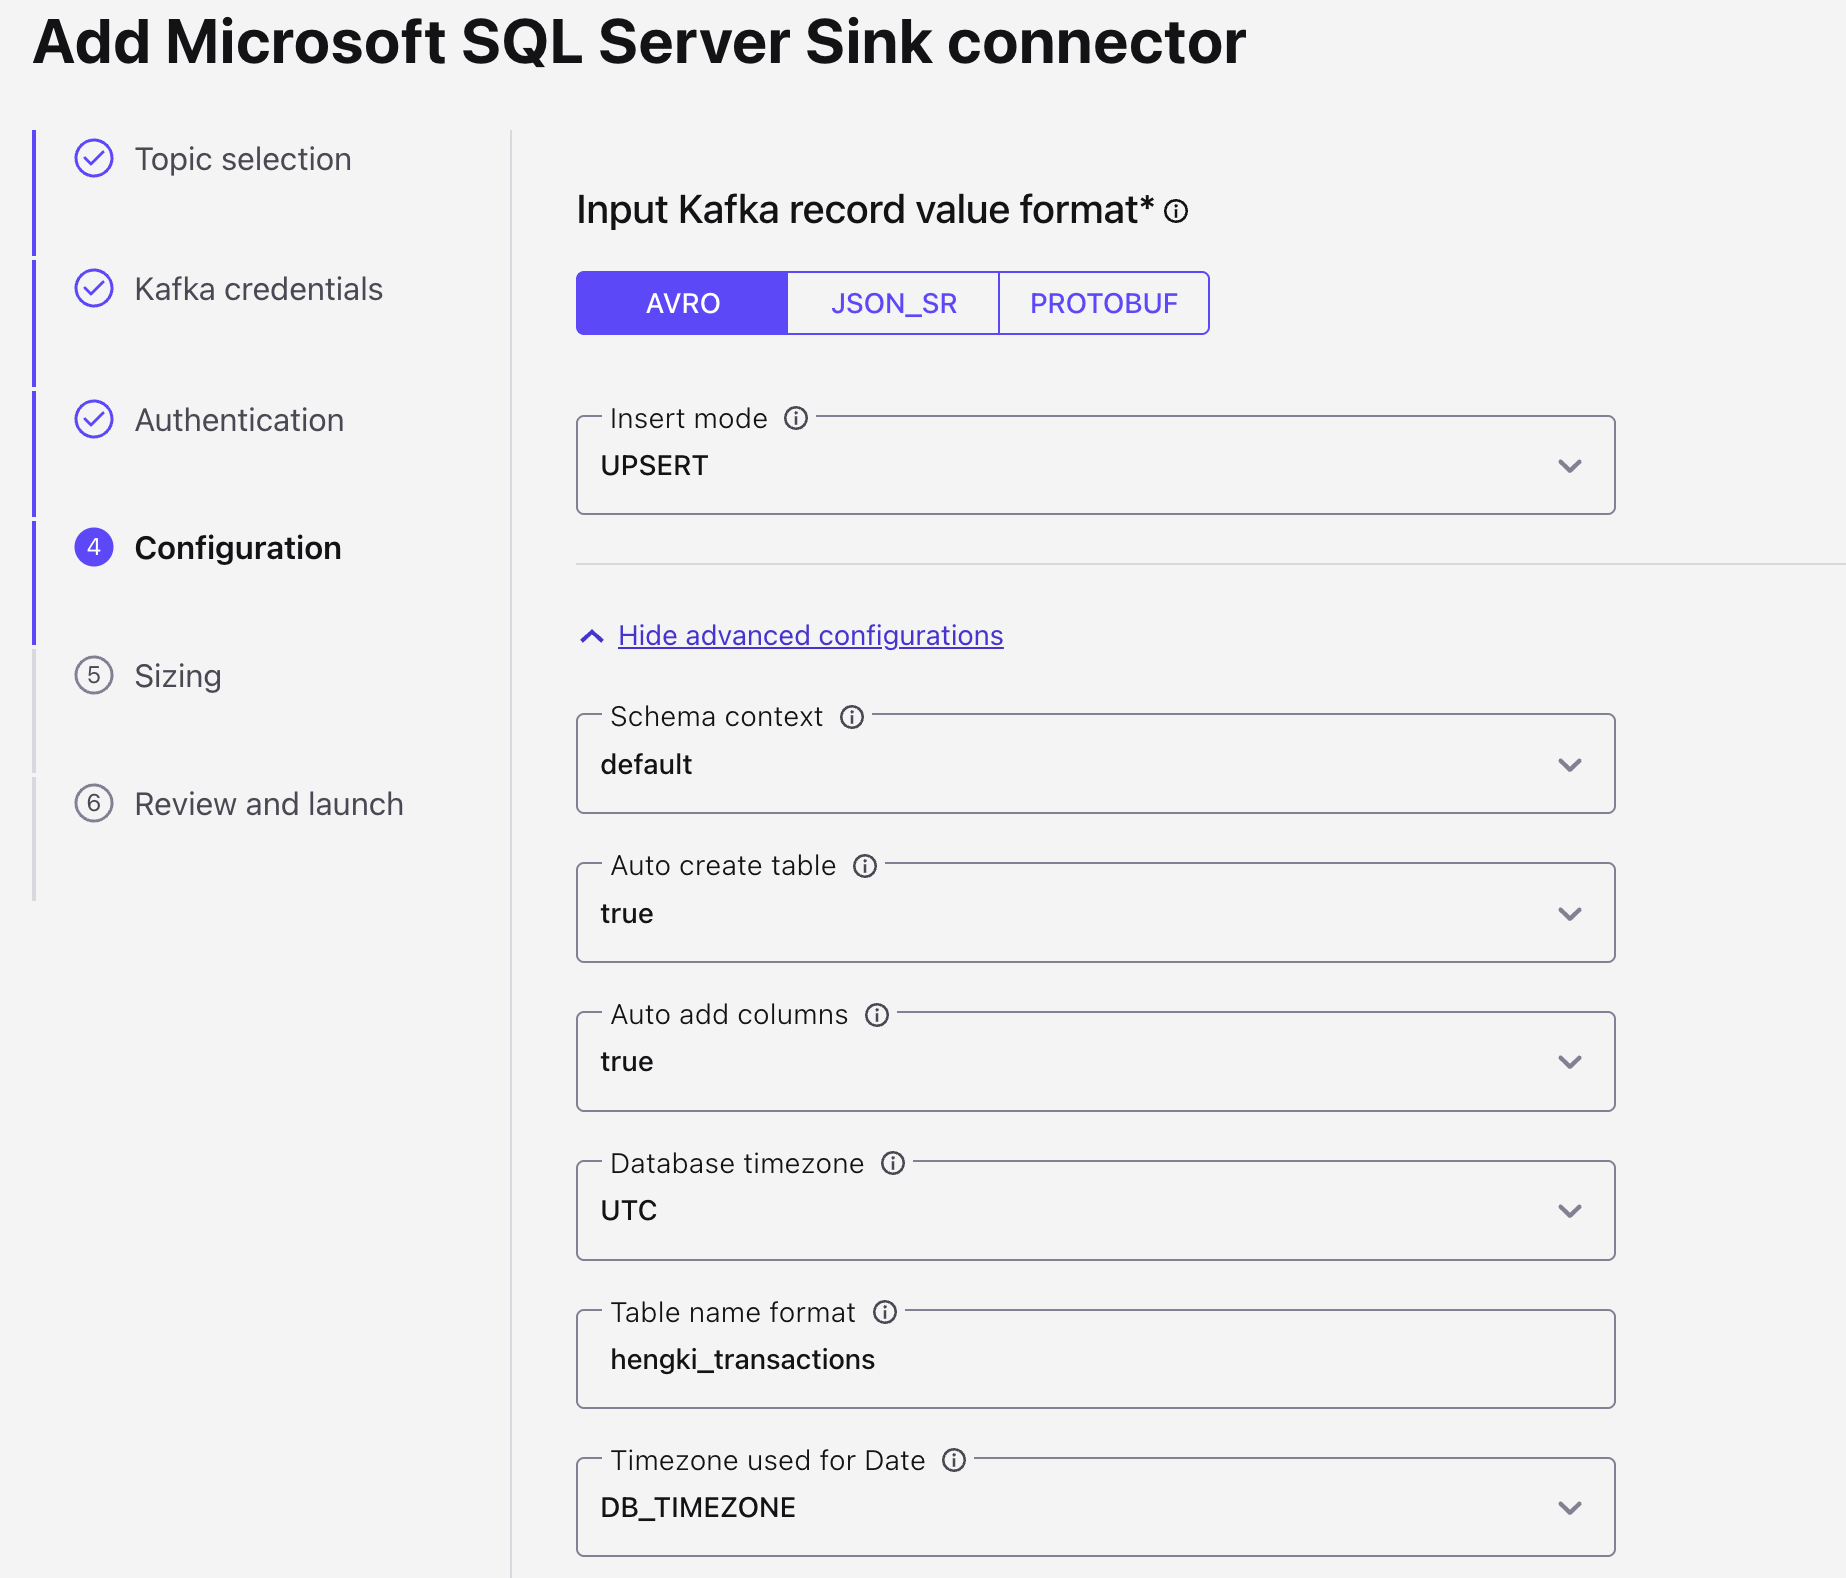 Add Microsoft SQL Server Sink connector
Topic selection
Kafka credentials
Authentication
4 Configuration
5 Sizing
6 Review and launch
Input Kafka record value format*
AVRO JSON_SR PROTOBUF
Insert mode
UPSERT
Hide advanced configurations
Schema context
default
Auto create table
true
Auto add columns
true
Database timezone
UTC
Table name format
hengki_transactions
Timezone used for Date
DB_TIMEZONE